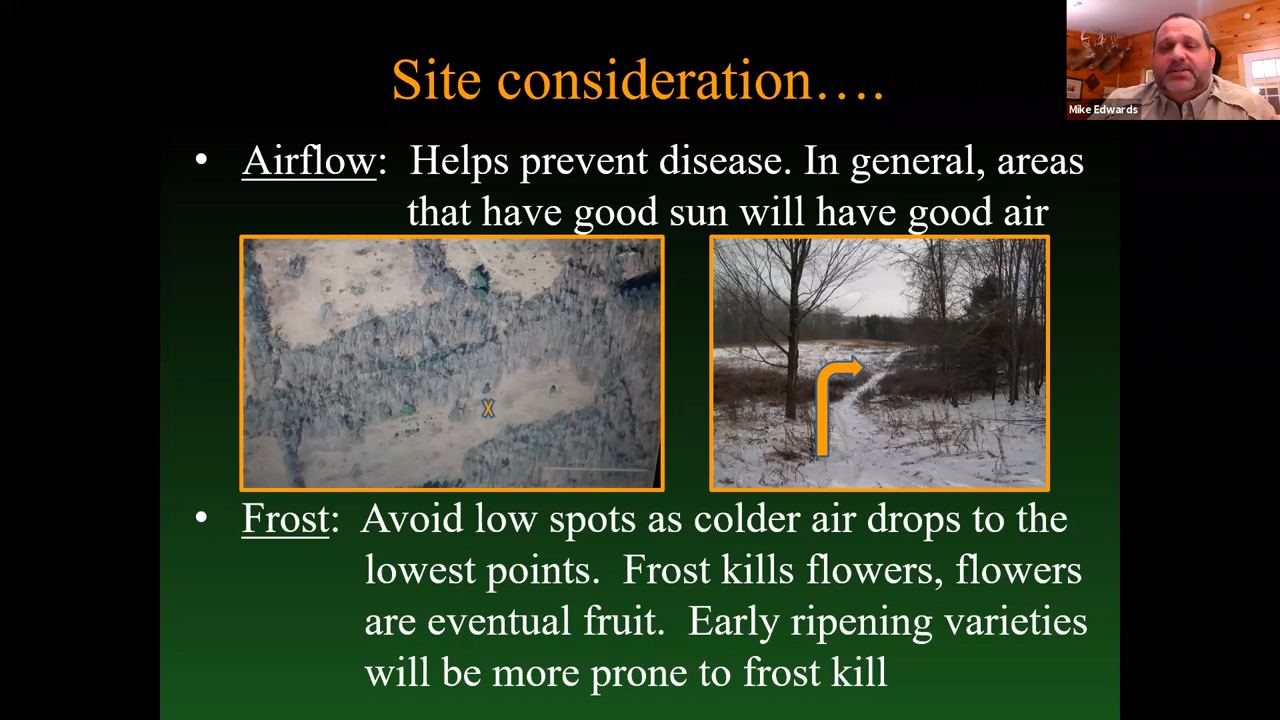 Site consideration….
Mike Edwards
• Airflow: Helps prevent disease. In general, areas
that have good sun will have good air
X
• Frost: Avoid low spots as colder air drops to the
lowest points. Frost kills flowers, flowers
are eventual fruit. Early ripening varieties
will be more prone to frost kill